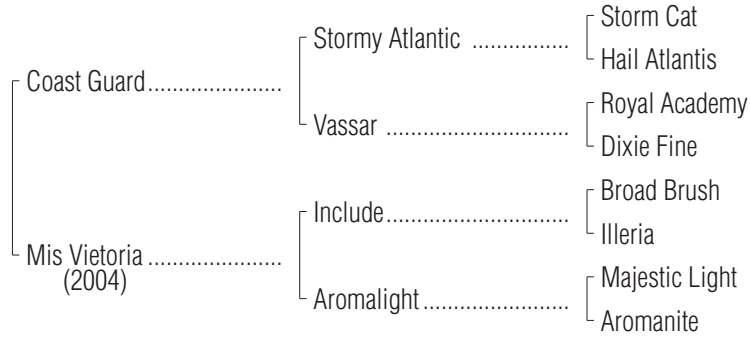 Storm Cat
Stormy Atlantic ..................
Hail Atlantis
Coast Guard......................
Royal Academy
Vassar ..................................
Dixie Fine
Broad Brush
Include..................................
Illeria
Mis Vietoria ......................
(2004)
Majestic Light
Aromalight ...........................
Aromanite